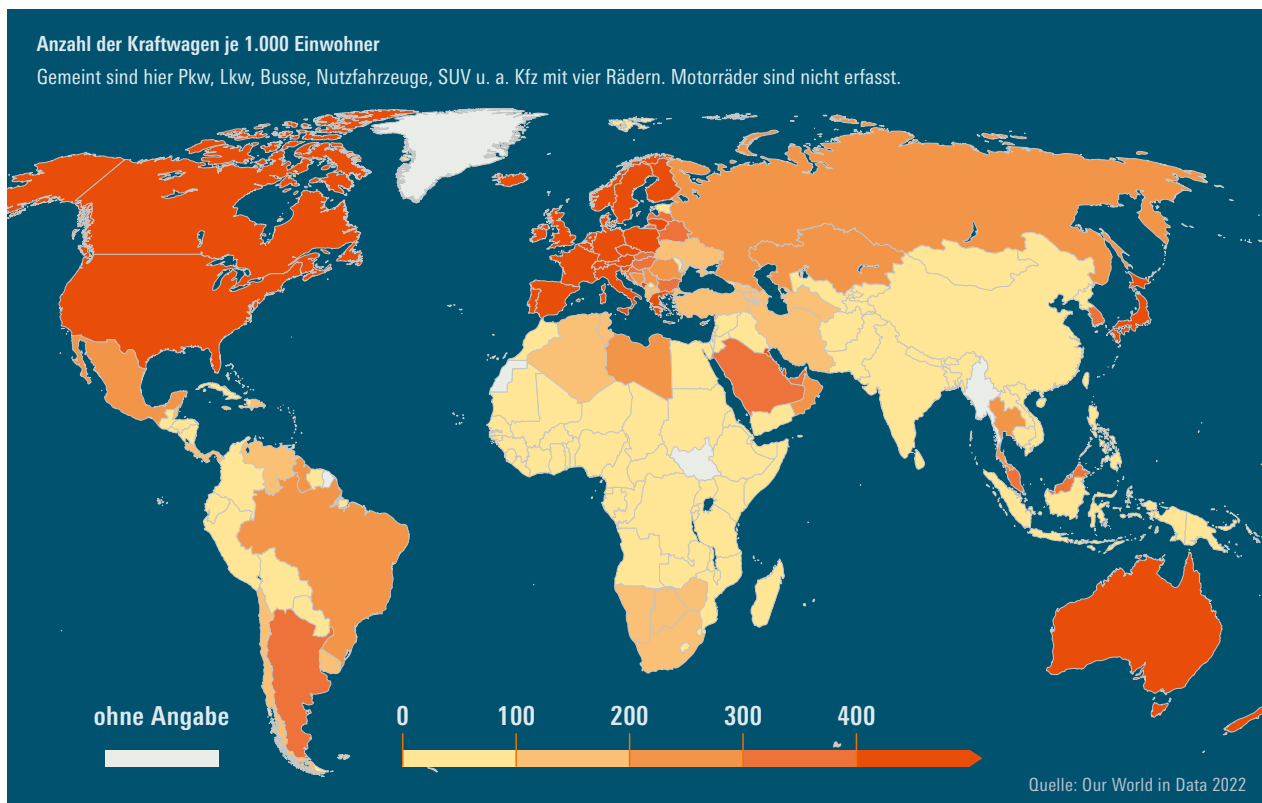 Anzahl der Kraftwagen je 1.000 Einwohner
Gemeint sind hier Pkw, Lkw, Busse, Nutzfahrzeuge, SUV u. a. Kfz mit vier Rädern. Motorräder sind nicht erfasst.
ohne Angabe
0 100 200 300 400
Quelle: Our World in Data 2022